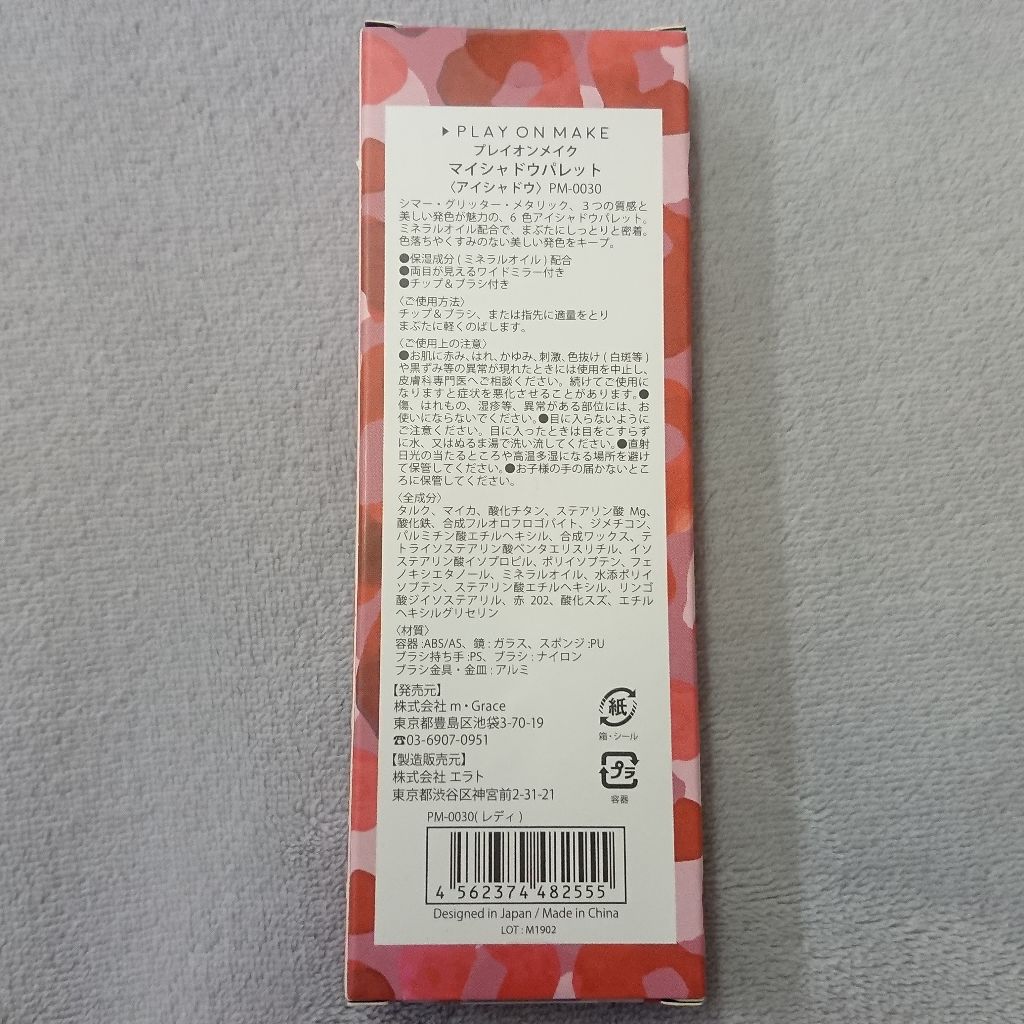 ▶ PLAY ON MAKE
プレイオンメイク
マイシャドウパレット
〈アイシャドウ〉PM-0030
シマー・グリッター・メタリック、３つの質感と
美しい発色が魅力の、６色アイシャドウパレット。
ミネラルオイル配合で、まぶたにしっとりと密着。
色落ちやくすみのない美しい発色をキープ。
●保湿成分 ( ミネラルオイル ) 配合
●両目が見えるワイドミラー付き
●チップ＆ブラシ付き
〈ご使用方法〉
チップ＆ブラシ、または指先に適量をとり
まぶたに軽くのばします。
〈ご使用上の注意〉
●お肌に赤み、はれ、かゆみ、刺激、色抜け ( 白斑等 )
や黒ずみ等の異常が現れたときには使用を中止し、
皮膚科専門医へご相談ください。続けてご使用に
なりますと症状を悪化させることがあります。●
傷、はれもの、湿疹等、異常がある部位には、お
使いにならないでください。●目に入らないように
ご注意ください。目に入ったときは目をこすらず
に水、又はぬるま湯で洗い流してください。●直射
日光の当たるところや高温多湿になる場所を避け
て保管してください。●お子様の手の届かないとこ
ろに保管してください。
〈全成分〉
タルク、マイカ、酸化チタン、ステアリン酸 Mg、
酸化鉄、合成フルオロフロゴパイト、ジメチコン、
パルミチン酸エチルヘキシル、合成ワックス、テ
トライソステアリン酸ペンタエリスリチル、イソ
ステアリン酸イソプロピル、ポリイソブテン、フェ
ノキシエタノール、ミネラルオイル、水添ポリイ
ソブテン、ステアリン酸エチルヘキシル、リンゴ
酸ジイソステアリル、赤 202、酸化スズ、エチル
ヘキシルグリセリン
〈材質〉
容器 :ABS/AS、鏡 : ガラス、スポンジ :PU
ブラシ持ち手 :PS、ブラシ : ナイロン
ブラシ金具・金皿 : アルミ
【発売元】
株式会社 m・Grace
東京都豊島区池袋3-70-19
☎03-6907-0951
【製造販売元】
株式会社 エラト
東京都渋谷区神宮前2-31-21
紙
箱・シール
プラ
容器
PM-0030( レディ )
4 562374 482555
Designed in Japan / Made in China
LOT : M1902